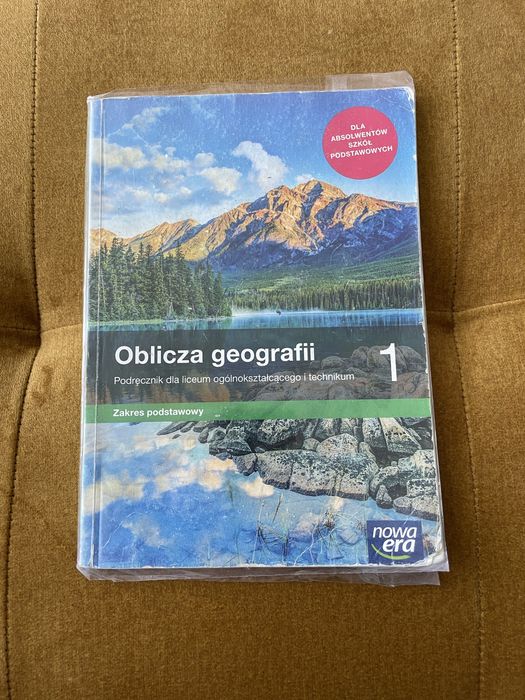 DLA
ABSOLWENTÓW
SZKÓŁ
PODSTAWOWYCH
Oblicza geografii
1
Podręcznik dla liceum ogólnokształcącego i technikum
Zakres podstawowy
nowa
era